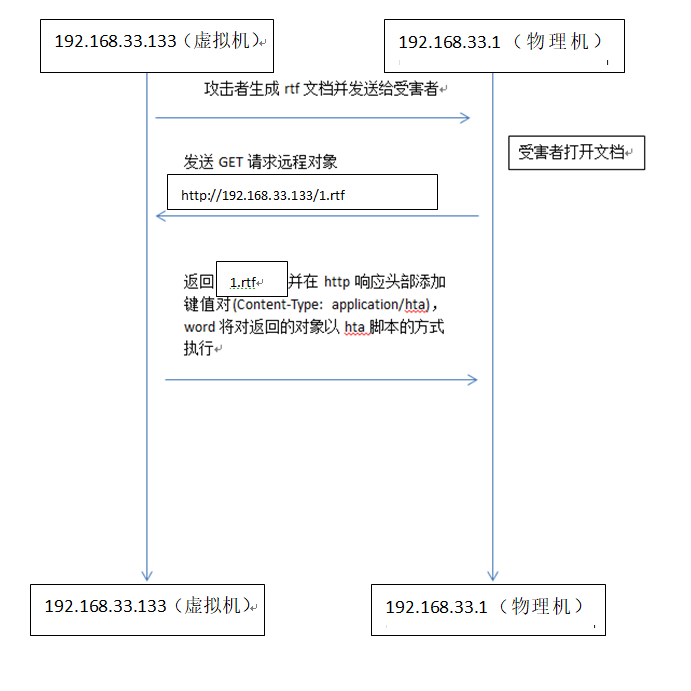 192.168.33.133（虚拟机）
192.168.33.1（物理机）
攻击者生成 rtf 文档并发送给受害者
受害者打开文档
发送 GET 请求远程对象
http://192.168.33.133/1.rtf
返回 1.rtf 并在 http 响应头部添加
键值对(Content-Type: application/hta)，
word 将对返回的对象以 hta 脚本的方式
执行
192.168.33.133（虚拟机）
192.168.33.1（物理机）